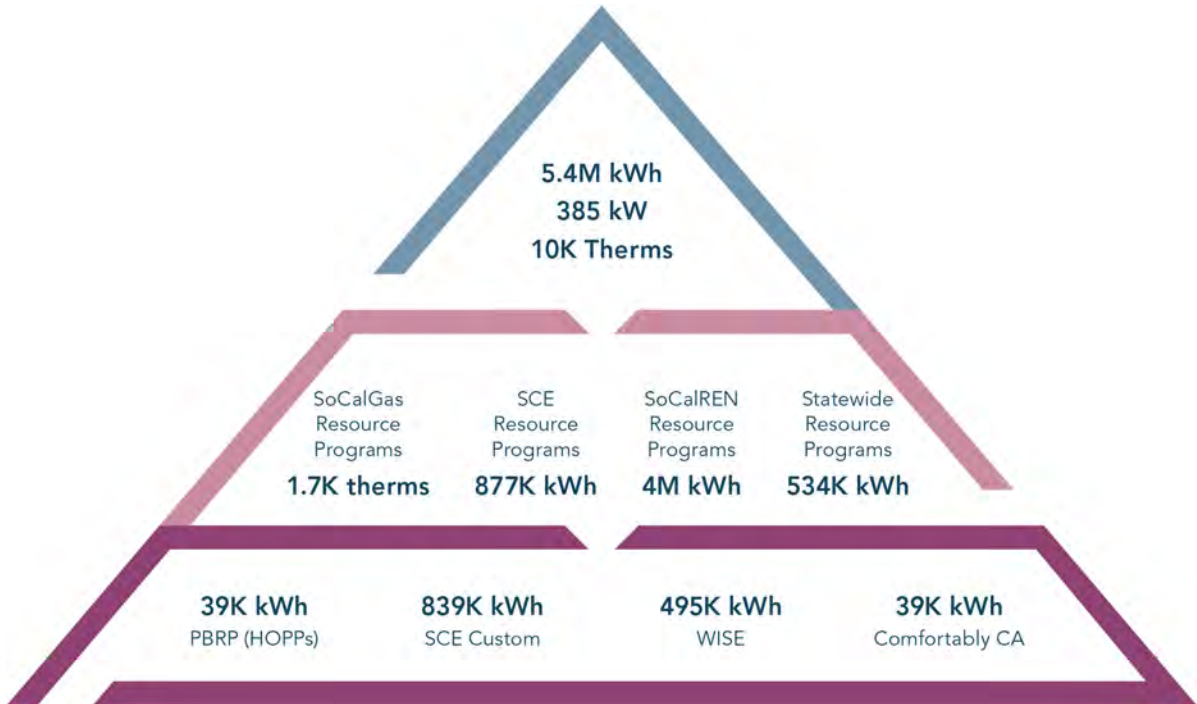 5.4M kWh
385 kW
10K Therms
SoCalGas
Resource
Programs
1.7K therms
SCE
Resource
Programs
877K kWh
SoCalREN
Resource
Programs
4M kWh
Statewide
Resource
Programs
534K kWh
39K kWh
PBRP (HOPPs)
839K kWh
SCE Custom
495K kWh
WISE
39K kWh
Comfortably CA